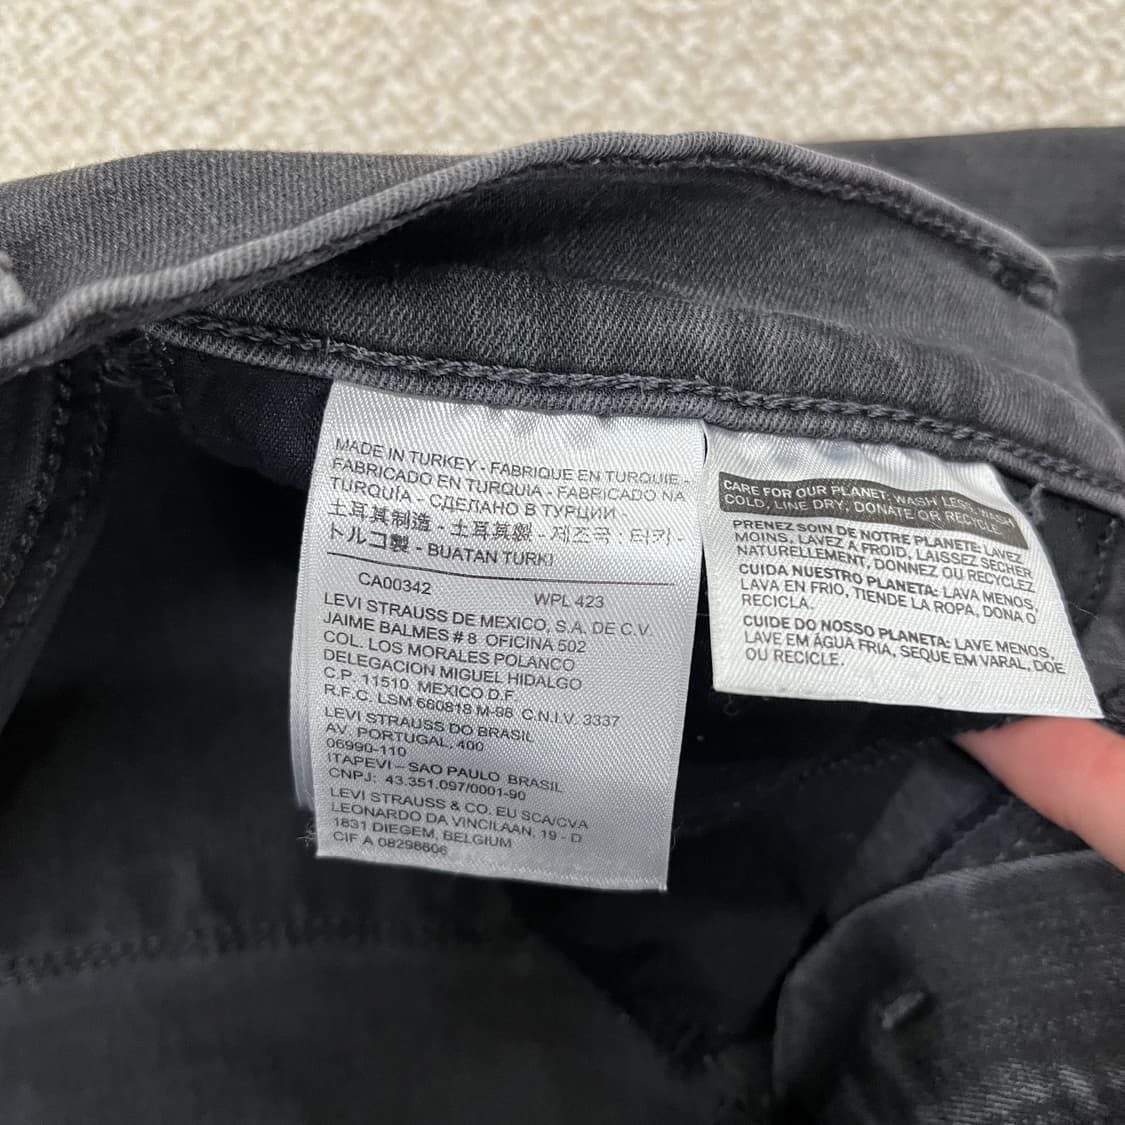 MADE IN TURKEY - FABRIQUE EN TURQUIE -
FABRICADO EN TURQUIA - FABRICADO NA
TURQUÍA - СДЕЛАНО В ТУРЦИИ -
土耳其制造 - 土耳其製 - 제조국 : 터키 -
トルコ製 - BUATAN TURKI
CA00342 WPL 423
LEVI STRAUSS DE MEXICO, S.A. DE C.V.
JAIME BALMES # 8 OFICINA 502
COL. LOS MORALES POLANCO
DELEGACION MIGUEL HIDALGO
C.P. 11510 MEXICO D.F.
R.F.C. LSM 680818 M-98 C.N.I.V. 3337
LEVI STRAUSS DO BRASIL
AV. PORTUGAL, 400
06990-110
ITAPEVI – SAO PAULO BRASIL
CNPJ: 43.351.097/0001-90
LEVI STRAUSS & CO. EU SCA/CVA
LEONARDO DA VINCILAAN, 19 - D
1831 DIEGEM, BELGIUM
CIF A 08298606
CARE FOR OUR PLANET: WASH LESS, WASH
COLD, LINE DRY, DONATE OR RECYCLE.
PRENEZ SOIN DE NOTRE PLANETE: LAVEZ
MOINS, LAVEZ À FROID, LAISSEZ SECHER
NATURELLEMENT, DONNEZ OU RECYCLEZ
CUIDA NUESTRO PLANETA: LAVA MENOS,
LAVA EN FRIO, TIENDE LA ROPA, DONA O
RECICLA.
CUIDE DO NOSSO PLANETA: LAVE MENOS,
LAVE EM ÁGUA FRIA, SEQUE EM VARAL, DOE
OU RECICLE.